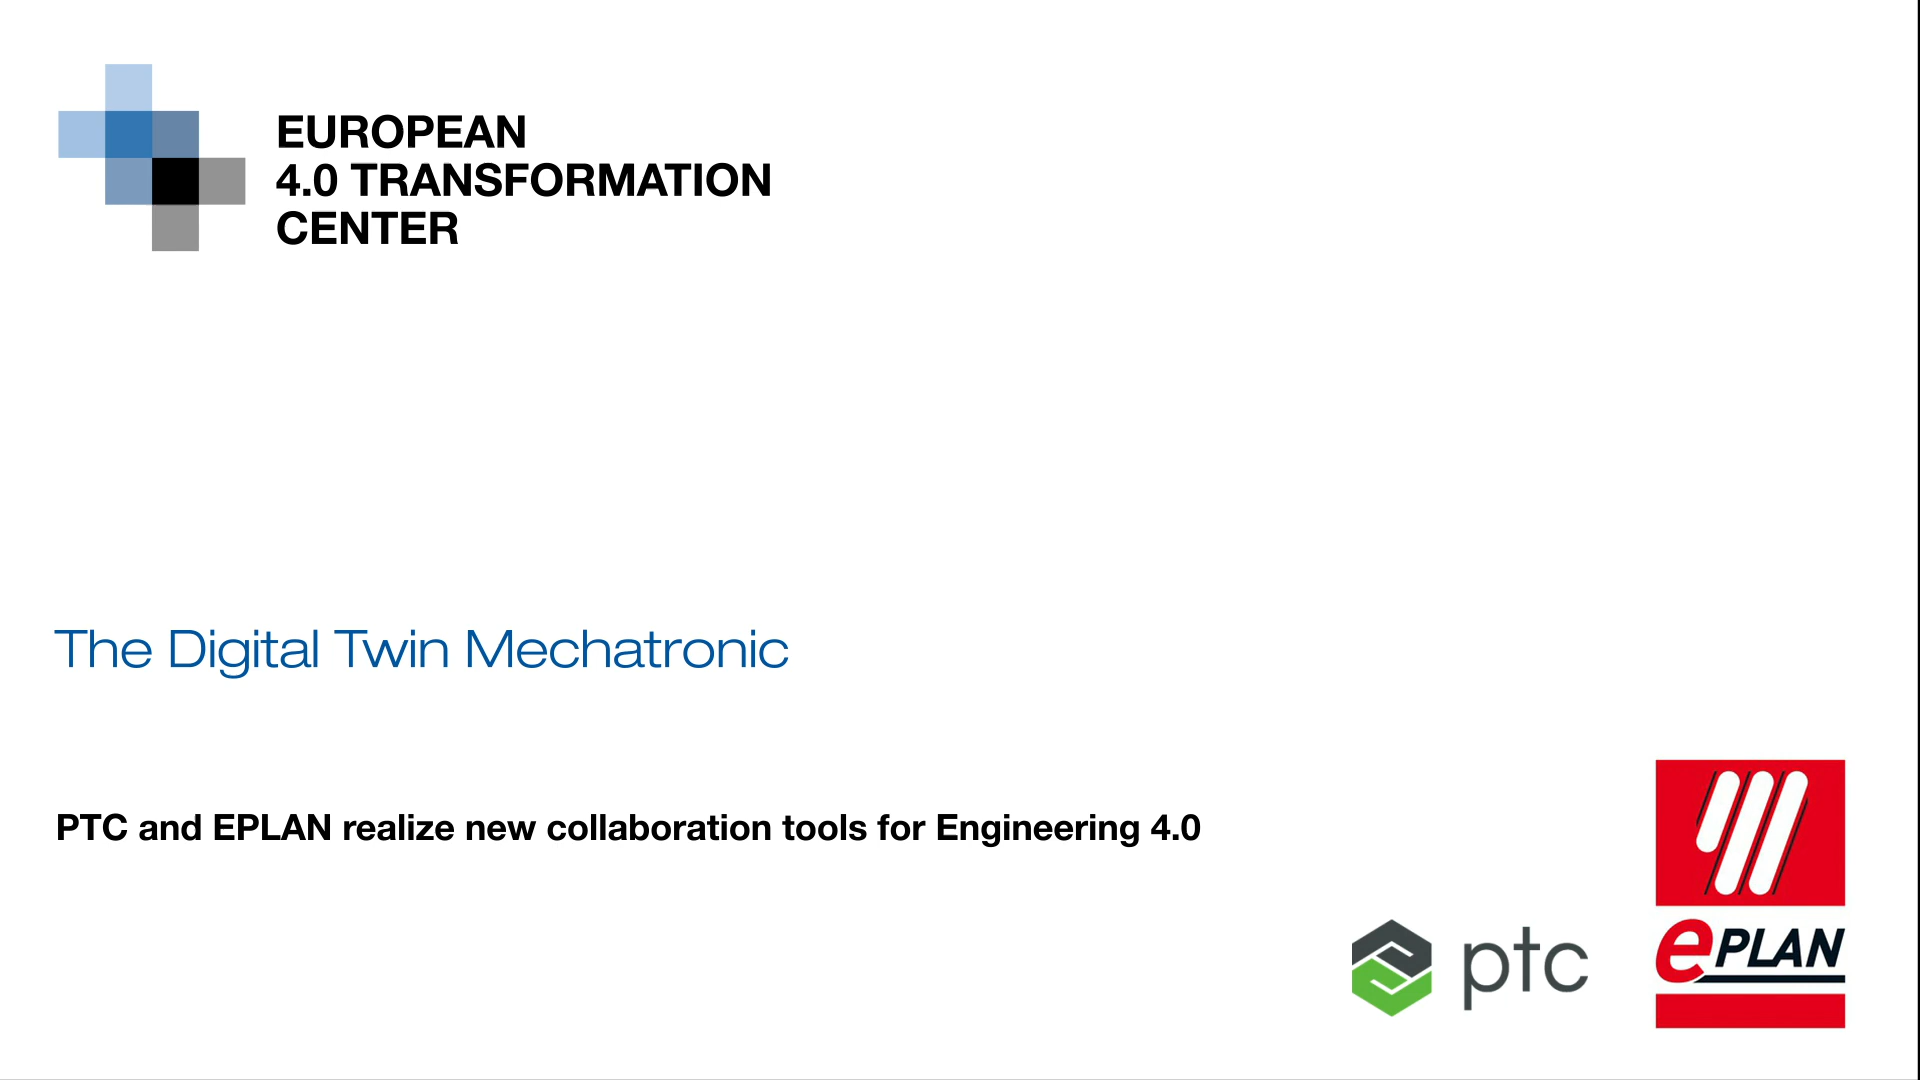 EUROPEAN
4.0 TRANSFORMATION
CENTER
The Digital Twin Mechatronic
PTC and EPLAN realize new collaboration tools for Engineering 4.0
ptc
ePLAN